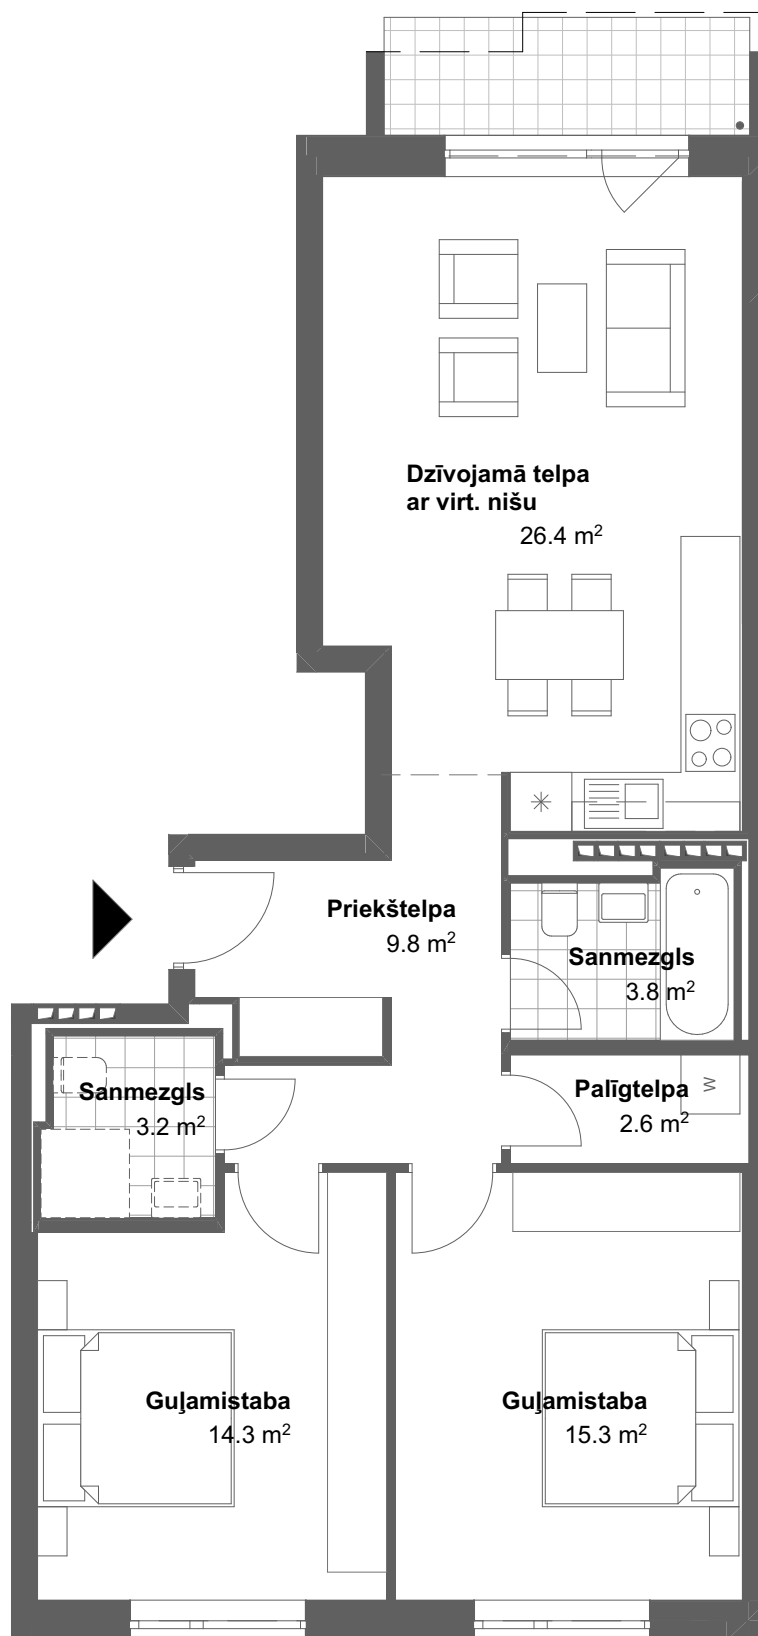 Dzīvojamā telpa
ar virt. nišu
26.4 m²
Priekštelpa
9.8 m²
Sanmezgls
3.8 m²
Sanmezgls
3.2 m²
Palīgtelpa
2.6 m²
W
Guļamistaba
14.3 m²
Guļamistaba
15.3 m²